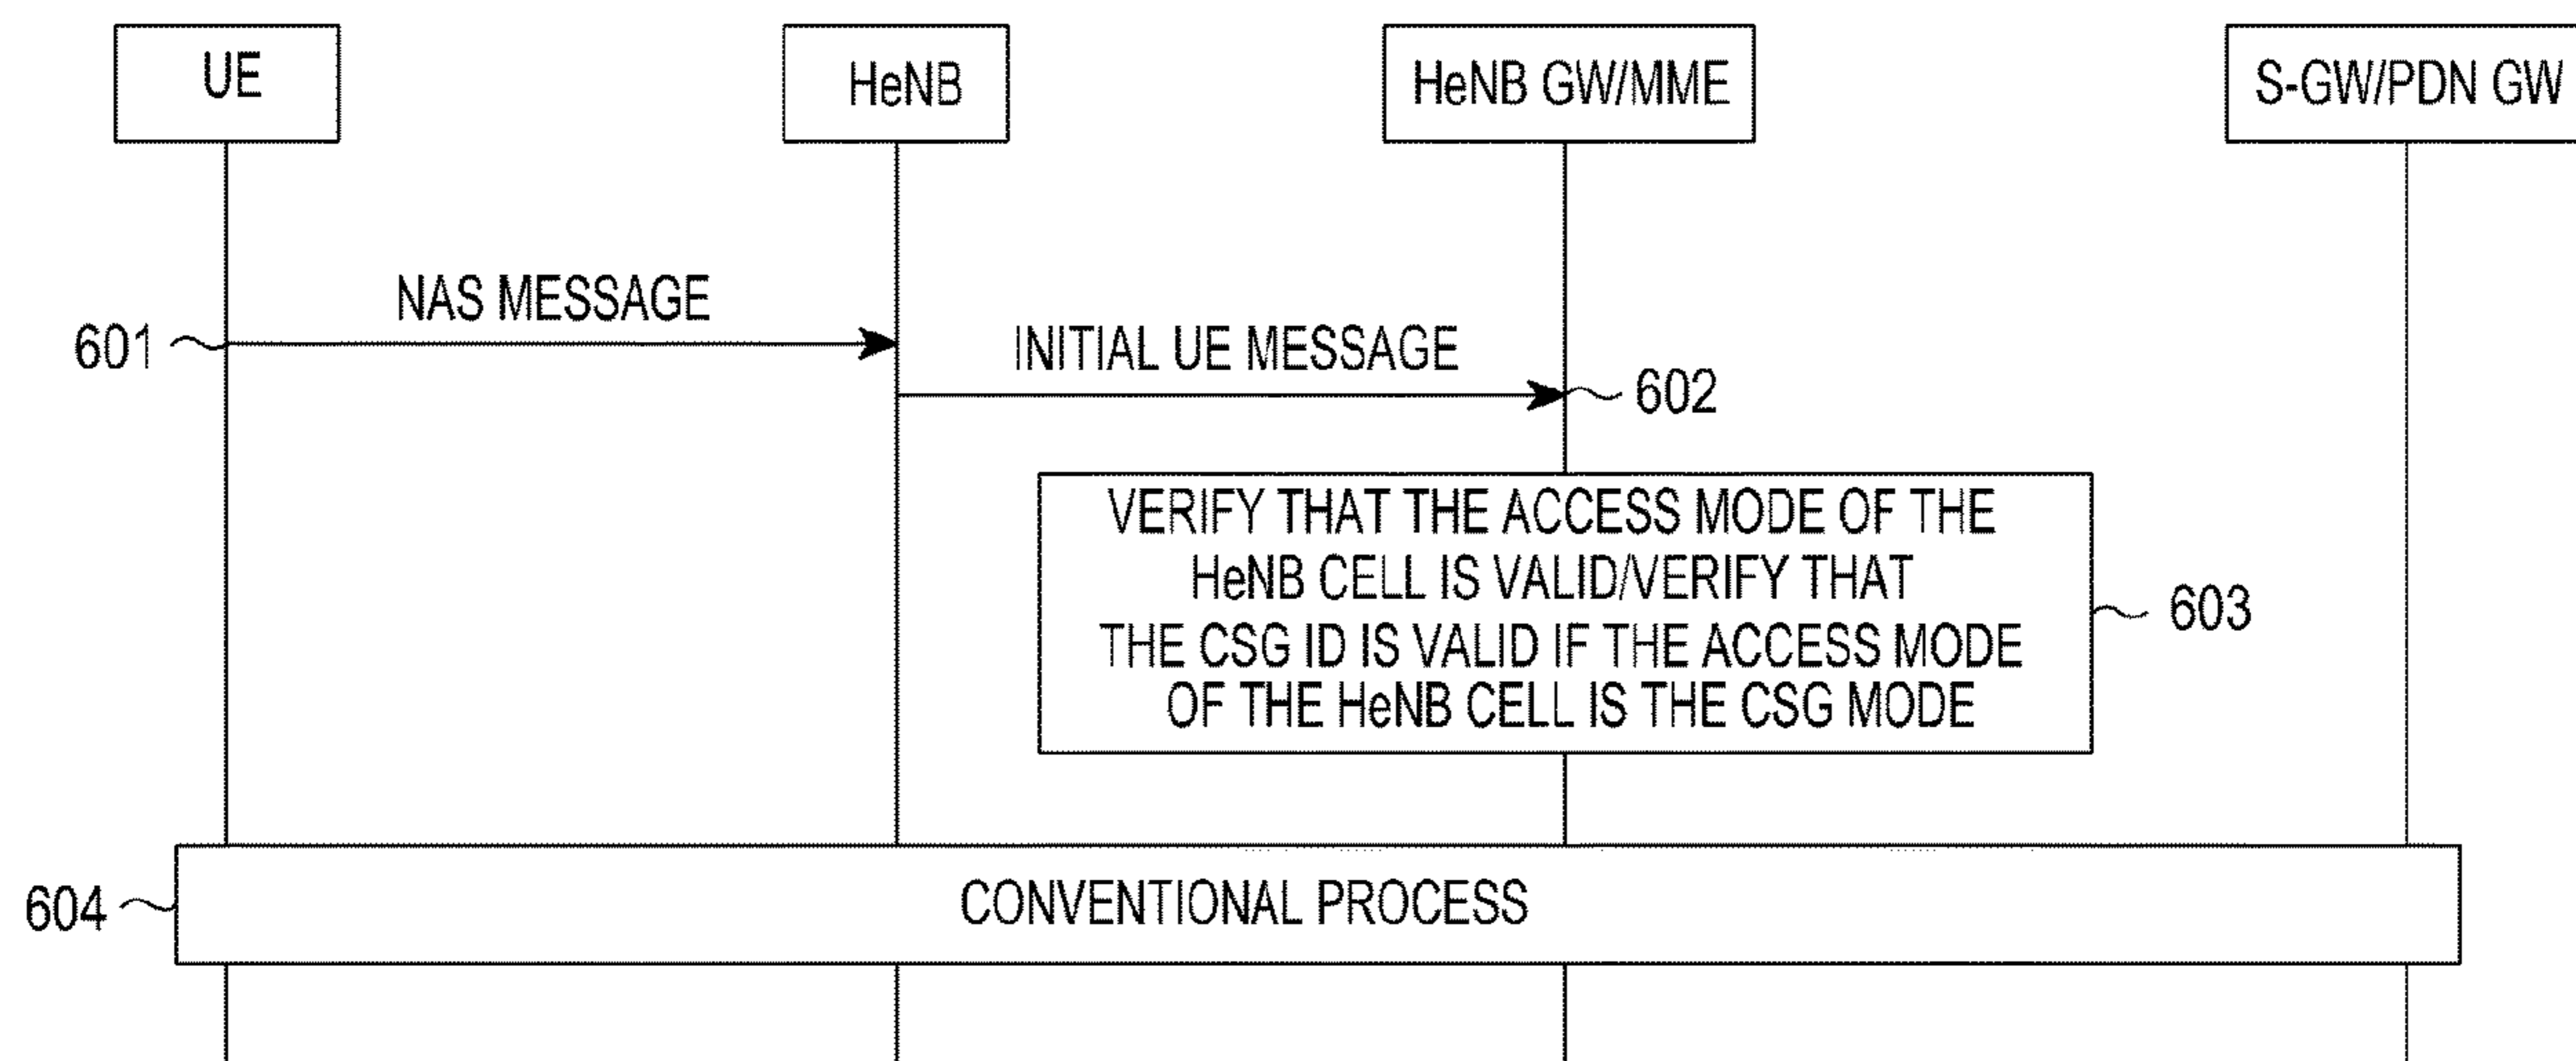 UE
HeNB
HeNB GW/MME
S-GW/PDN GW
NAS MESSAGE
601
INITIAL UE MESSAGE
602
VERIFY THAT THE ACCESS MODE OF THE
HeNB CELL IS VALID/VERIFY THAT
THE CSG ID IS VALID IF THE ACCESS MODE
OF THE HeNB CELL IS THE CSG MODE
603
604
CONVENTIONAL PROCESS